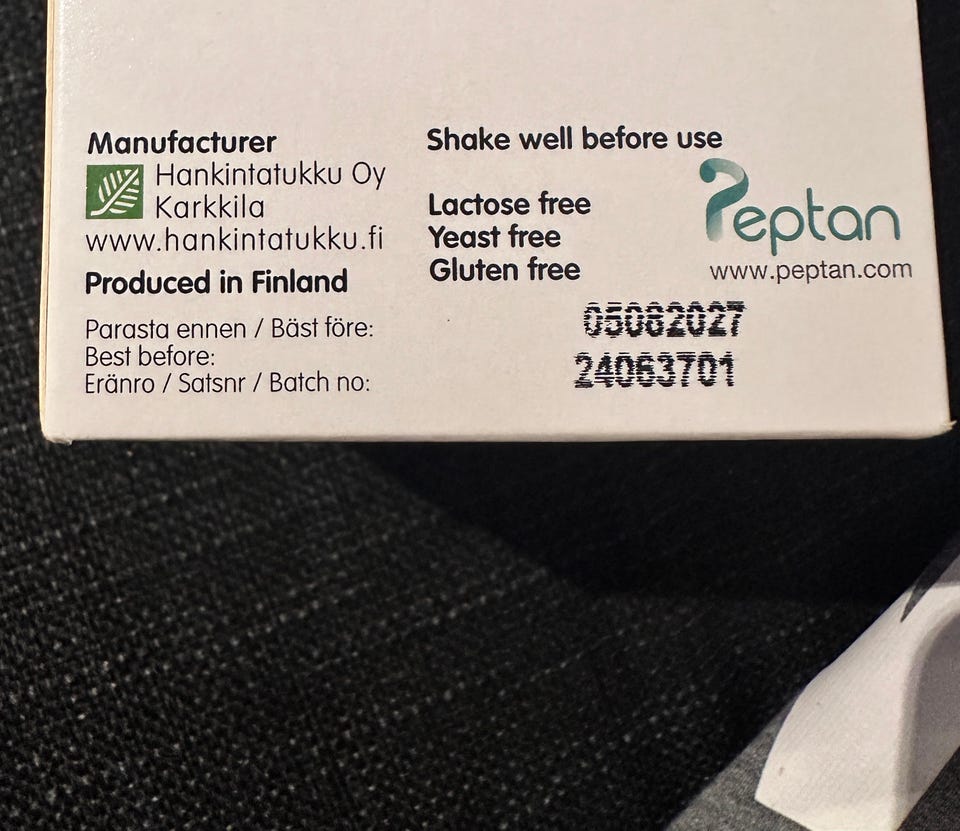 Manufacturer
Hankintatukku Oy
Karkkila
www.hankintatukku.fi
Produced in Finland
Shake well before use
Lactose free
Yeast free
Gluten free
Peptan
www.peptan.com
Parasta ennen / Bäst före:
Best before:
Eränro / Satsnr / Batch no:
05082027
24063701